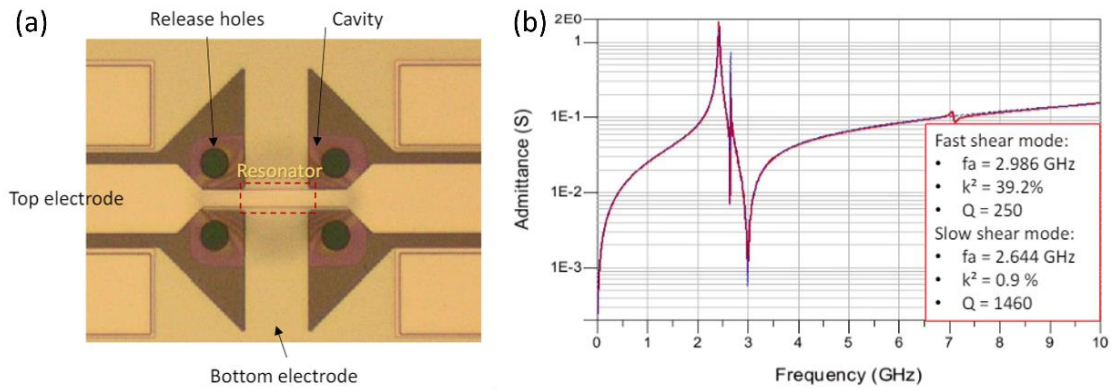 (a)
Release holes
Cavity
Resonator
Top electrode
Bottom electrode
(b)
Admittance (S)
2E0
1
1E-1
1E-2
1E-3
Fast shear mode:
• fa = 2.986 GHz
• k² = 39.2%
• Q = 250
Slow shear mode:
• fa = 2.644 GHz
• k² = 0.9 %
• Q = 1460
0 1 2 3 4 5 6 7 8 9 10
Frequency (GHz)